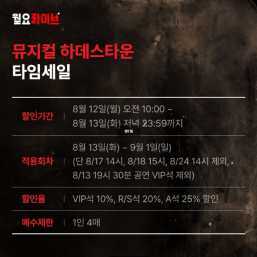 월요라이브
뮤지컬 하데스타운
타임세일
할인기간
8월 12일(월) 오전 10:00 ~
8월 13일(화) 저녁 23:59까지
적용회차
8월 13일(화) ~ 9월 1일(일)
(단 8/17 14시, 8/18 15시, 8/24 14시 제외,
8/13 19시 30분 공연 VIP석 제외)
할인율
VIP석 10%, R/S석 20%, A석 25% 할인
매수제한
1인 4매